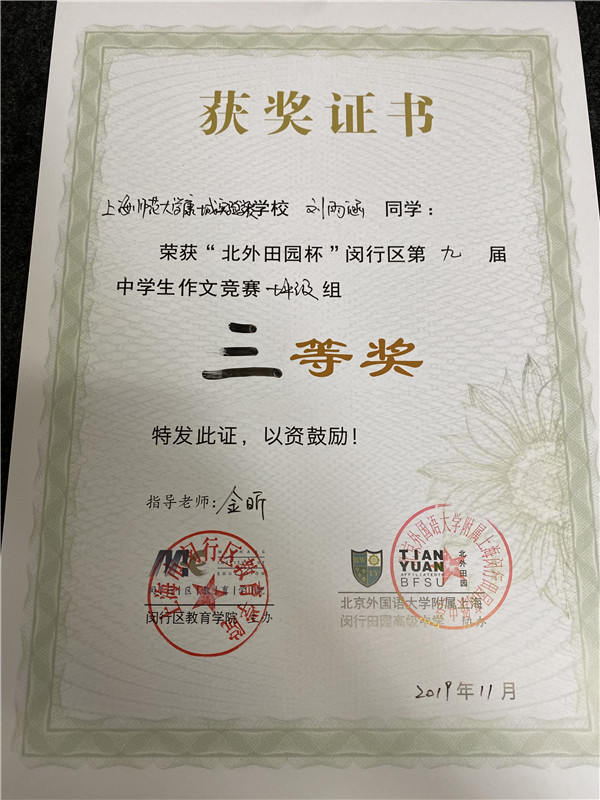 获奖证书
上海师范大学康城实验学校 刘雨涵 同学:
荣获“北外田园杯”闵行区第 九 届
中学生作文竞赛 级组
三等奖
特发此证,以资鼓励!
指导老师:金昕
闵行区教育学院 主办
TIAN
YUAN
AFFILIATED TO
BFSU
北外田园
北京外国语大学附属上海
闵行田园高级中学 协办
2019年11月